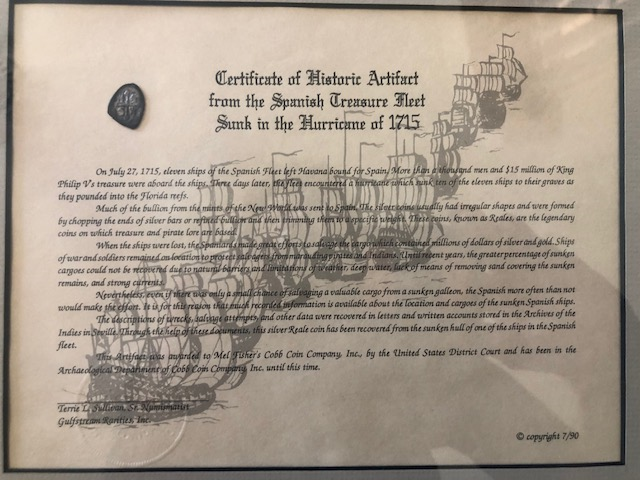 Certificate of Historic Artifact
from the Spanish Treasure Fleet
Sunk in the Hurricane of 1715
On July 27, 1715, eleven ships of the Spanish Fleet left Havana bound for Spain. More than a thousand men and $15 million of King
Philip V's treasure were aboard the ships. Three days later, the fleet encountered a hurricane which sunk ten of the eleven ships to their graves as
they pounded into the Florida reefs.
Much of the bullion from the mints of the New World was sent to Spain. The silver coins usually had irregular shapes and were formed
by chopping the ends of silver bars or refined bullion and then trimming them to a specific weight. These coins, known as Reales, are the legendary
coins on which treasure and pirate lore are based.
When the ships were lost, the Spaniards made great efforts to salvage the cargo which contained millions of dollars of silver and gold. Ships
of war and soldiers remained on location to protect salvagers from marauding pirates and Indians. Until recent years, the greater percentage of sunken
cargoes could not be recovered due to natural barriers and limitations of weather, deep water, lack of means of removing sand covering the sunken
remains, and strong currents.
Nevertheless, even if there was only a small chance of salvaging a valuable cargo from a sunken galleon, the Spanish more often than not
would make the effort. It is for this reason that much recorded information is available about the location and cargoes of the sunken Spanish ships.
The descriptions of wrecks, salvage attempts, and other data were recovered in letters and written accounts stored in the Archives of the
Indies in Seville. Through the help of these documents, this silver Reale coin has been recovered from the sunken hull of one of the ships in the Spanish
fleet.
This Artifact was awarded to Mel Fisher's Cobb Coin Company, Inc., by the United States District Court and has been in the
Archaeological Department of Cobb Coin Company, Inc. until this time.
Terrie L. Sullivan, Sr. Numismatist
Gulfstream Rarities, Inc.
© copyright 7/90